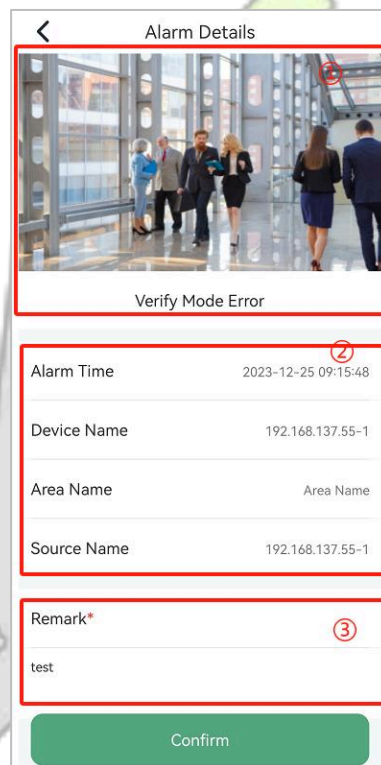 Alarm Details
①
Verify Mode Error
②
Alarm Time 2023-12-25 09:15:48
Device Name 192.168.137.55-1
Area Name Area Name
Source Name 192.168.137.55-1
Remark*
③
test
Confirm